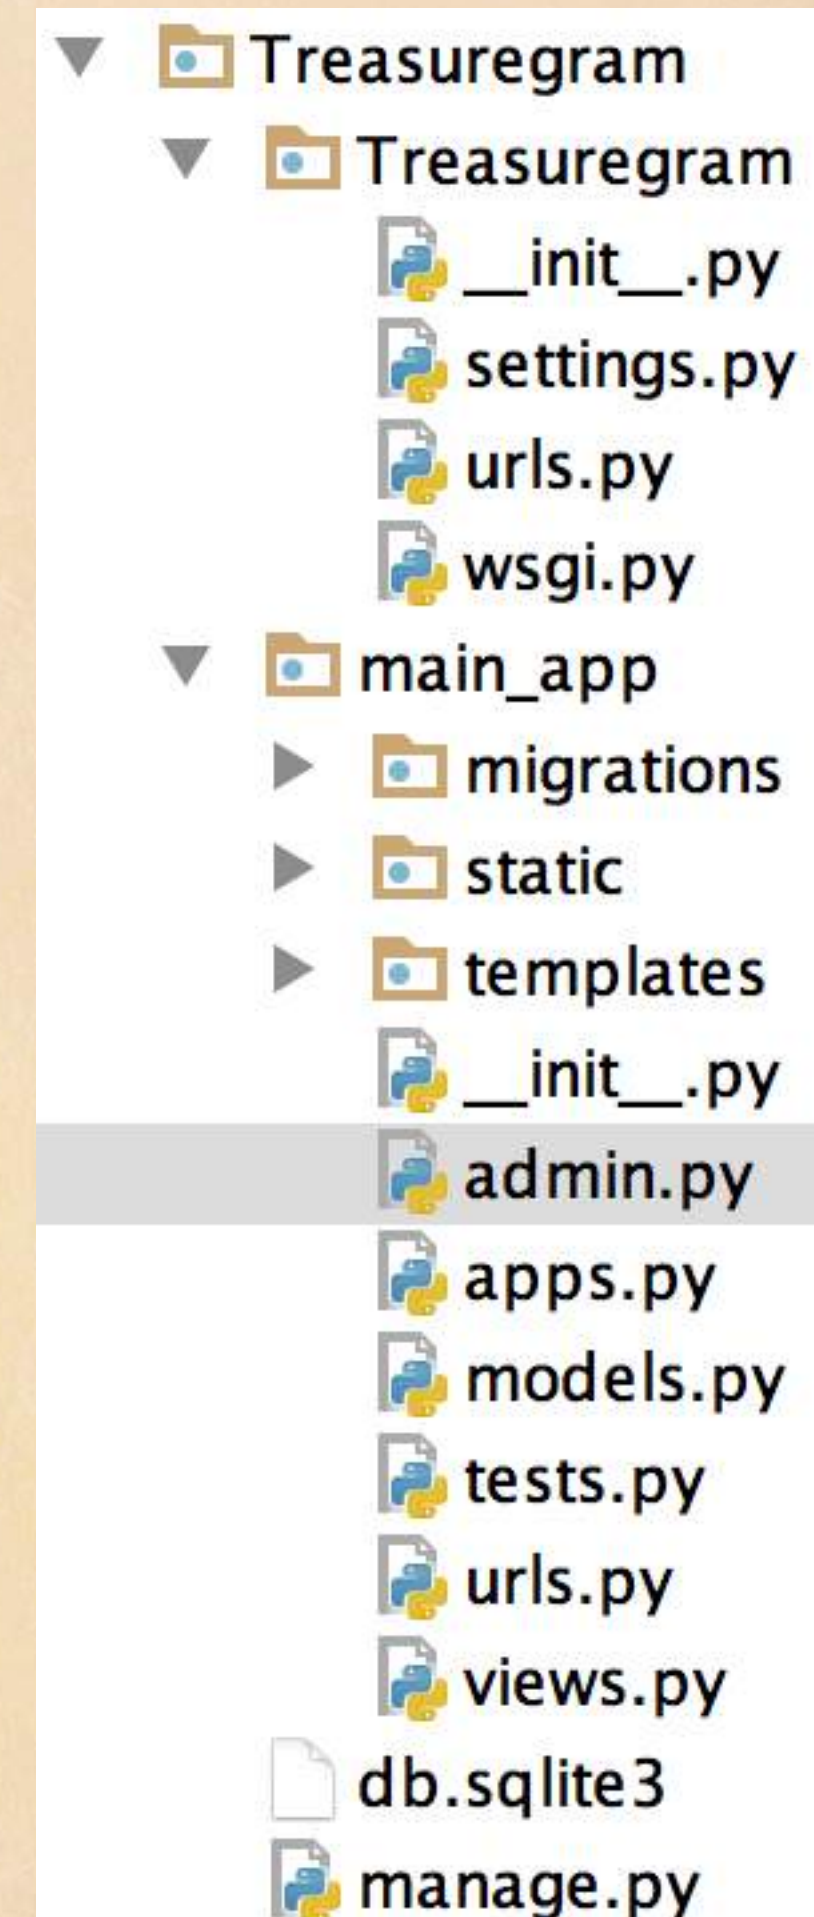 Treasuregram
Treasuregram
__init__.py
settings.py
urls.py
wsgi.py
main_app
migrations
static
templates
__init__.py
admin.py
apps.py
models.py
tests.py
urls.py
views.py
db.sqlite3
manage.py